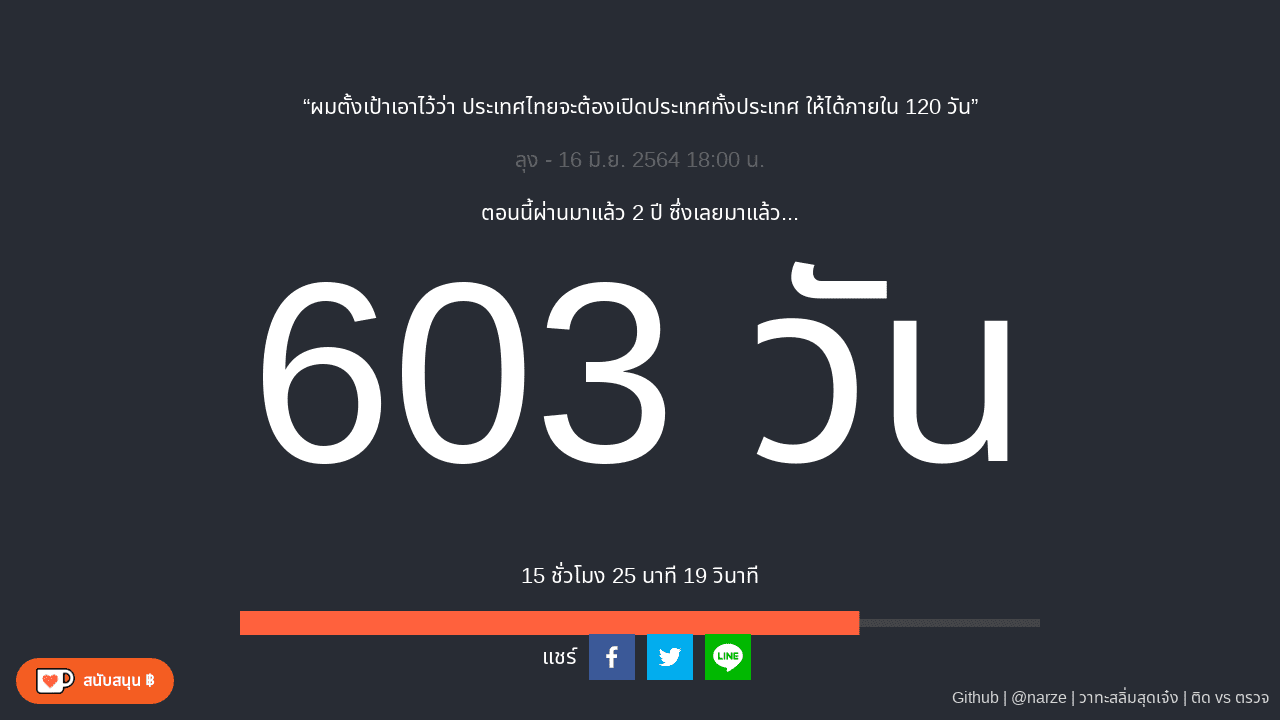 “ผมตั้งเป้าเอาไว้ว่า ประเทศไทยจะต้องเปิดประเทศทั้งประเทศ ให้ได้ภายใน 120 วัน”
ลุง - 16 มิ.ย. 2564 18:00 น.
ตอนนี้ผ่านมาแล้ว 2 ปี ซึ่งเลยมาแล้ว...
603 วัน
15 ชั่วโมง 25 นาที 19 วินาที
แชร์
LINE
สนับสนุน ฿
Github | @narze | วาทะสลิ่มสุดเจ๋ง | ติด vs ตรวจ